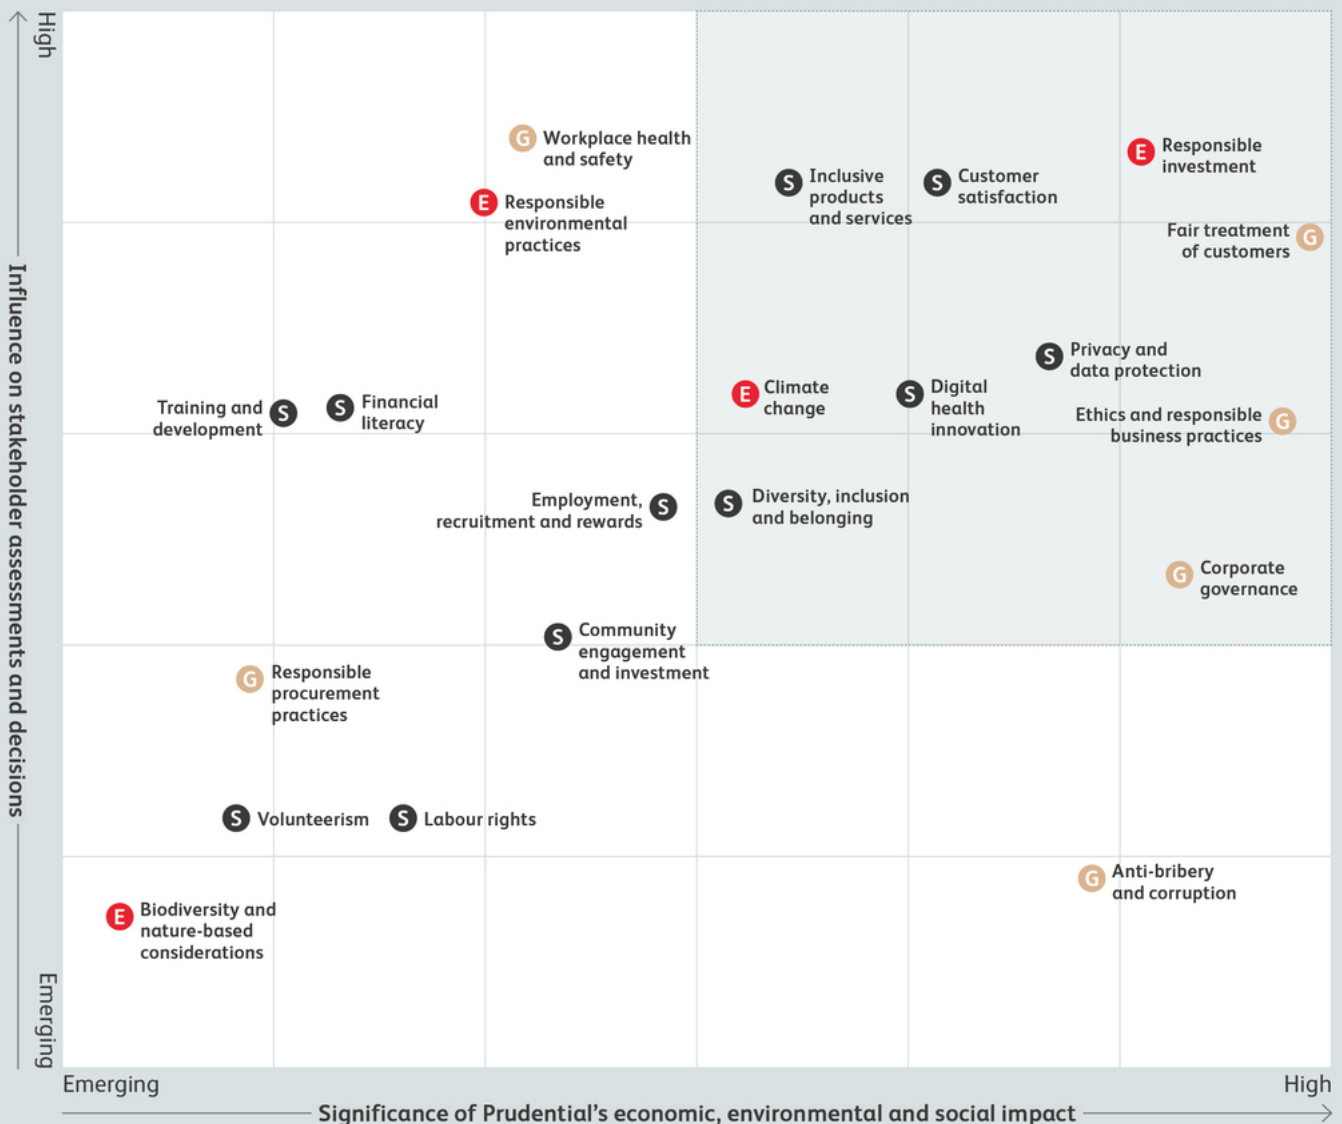 High
Influence on stakeholder assessments and decisions
Emerging
G Workplace health
and safety
E Responsible
environmental
practices
S Inclusive
products
and services
S Customer
satisfaction
E Responsible
investment
Fair treatment G
of customers
S Privacy and
data protection
E Climate
change
S Digital
health
innovation
Ethics and responsible G
business practices
Training and S
development
S Financial
literacy
Employment, S
recruitment and rewards
S Diversity, inclusion
and belonging
G Corporate
governance
S Community
engagement
and investment
G Responsible
procurement
practices
S Volunteerism
S Labour rights
G Anti-bribery
and corruption
E Biodiversity and
nature-based
considerations
Emerging
High
Significance of Prudential’s economic, environmental and social impact